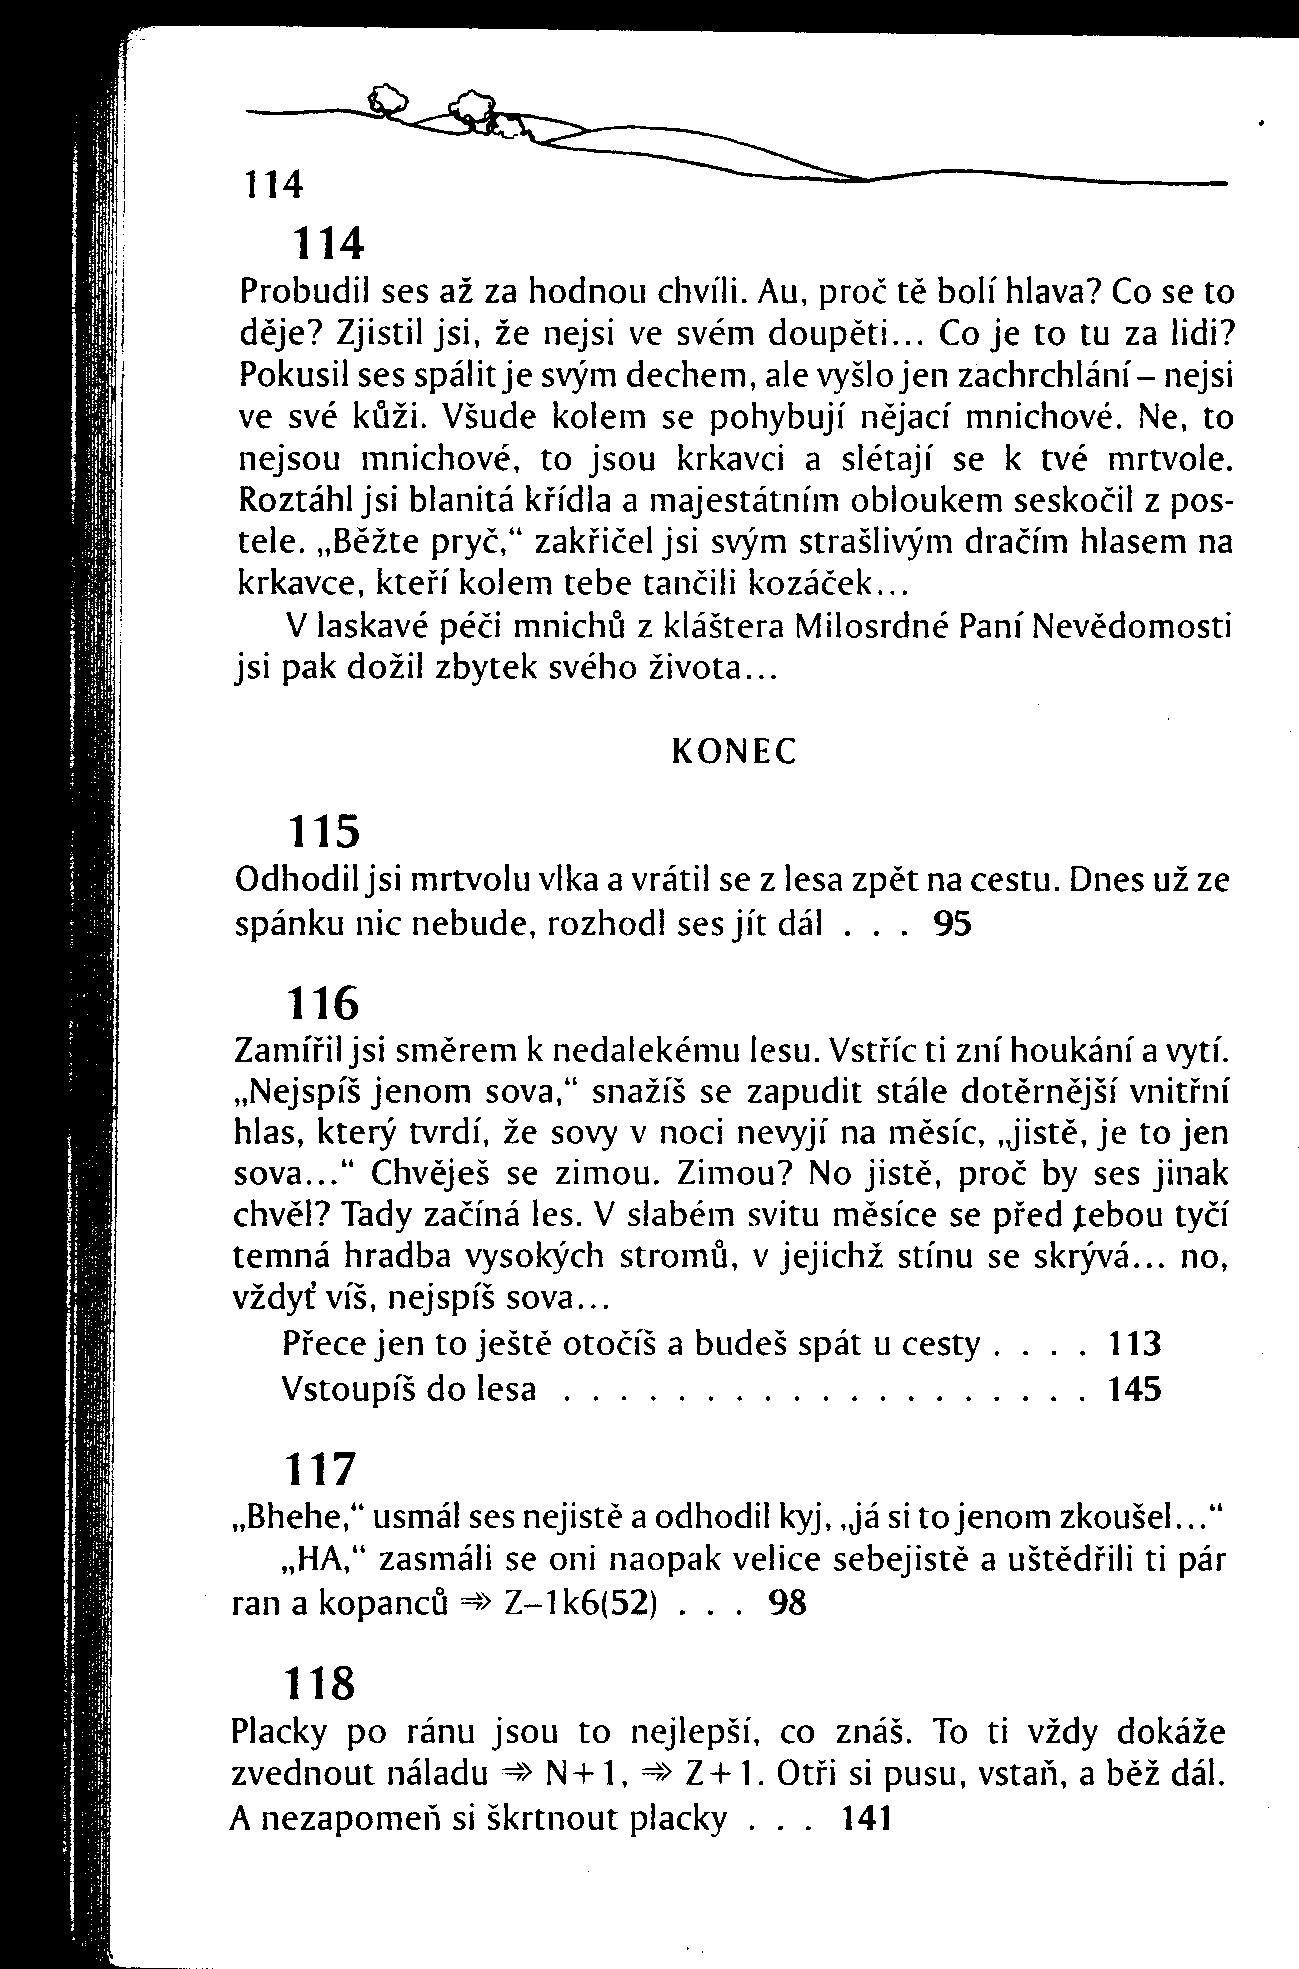 114
114
Probudil ses až za hodnou chvíli. Au, proč tě bolí hlava? Co se to
děje? Zjistil jsi, že nejsi ve svém doupěti... Co je to tu za lidi?
Pokusil ses spálit je svým dechem, ale vyšlo jen zachrchlání – nejsi
ve své kůži. Všude kolem se pohybují nějací mnichové. Ne, to
nejsou mnichové, to jsou krkavci a slétají se k tvé mrtvole.
Roztáhl jsi blanitá křídla a majestátním obloukem seskočil z pos-
tele. „Běžte pryč,“ zakřičel jsi svým strašlivým dračím hlasem na
krkavce, kteří kolem tebe tančili kozáček...
V laskavé péči mnichů z kláštera Milosrdné Paní Nevědomosti
jsi pak dožil zbytek svého života...
KONEC
115
Odhodil jsi mrtvolu vlka a vrátil se z lesa zpět na cestu. Dnes už ze
spánku nic nebude, rozhodl ses jít dál . . . 95
116
Zamířil jsi směrem k nedalekému lesu. Vstříc ti zní houkání a vytí.
„Nejspíš jenom sova,“ snažíš se zapudit stále dotěrnější vnitřní
hlas, který tvrdí, že sovy v noci nevyjí na měsíc, „jistě, je to jen
sova...“ Chvěješ se zimou. Zimou? No jistě, proč by ses jinak
chvěl? Tady začíná les. V slabém svitu měsíce se před tebou tyčí
temná hradba vysokých stromů, v jejichž stínu se skrývá... no,
vždyť víš, nejspíš sova...
Přece jen to ještě otočíš a budeš spát u cesty . . . . 113
Vstoupíš do lesa . . . . . . . . . . . . . . . . . . . 145
117
„Bhehe,“ usmál ses nejistě a odhodil kyj, „já si to jenom zkoušel...“
„HA,“ zasmáli se oni naopak velice sebejistě a uštědřili ti pár
ran a kopanců ⇒ Z–1k6(52) . . . 98
118
Placky po ránu jsou to nejlepší, co znáš. To ti vždy dokáže
zvednout náladu ⇒ N+1, ⇒ Z+1. Otři si pusu, vstaň, a běž dál.
A nezapomeň si škrtnout placky . . . 141